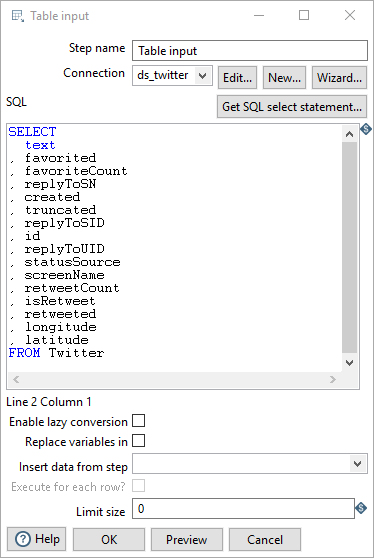 Table input
Step name Table input
Connection ds_twitter Edit... New... Wizard...
SQL Get SQL select statement...
SELECT
  text
, favorited
, favoriteCount
, replyToSN
, created
, truncated
, replyToSID
, id
, replyToUID
, statusSource
, screenName
, retweetCount
, isRetweet
, retweeted
, longitude
, latitude
FROM Twitter
Line 2 Column 1
Enable lazy conversion
Replace variables in
Insert data from step
Execute for each row?
Limit size 0
Help OK Preview Cancel